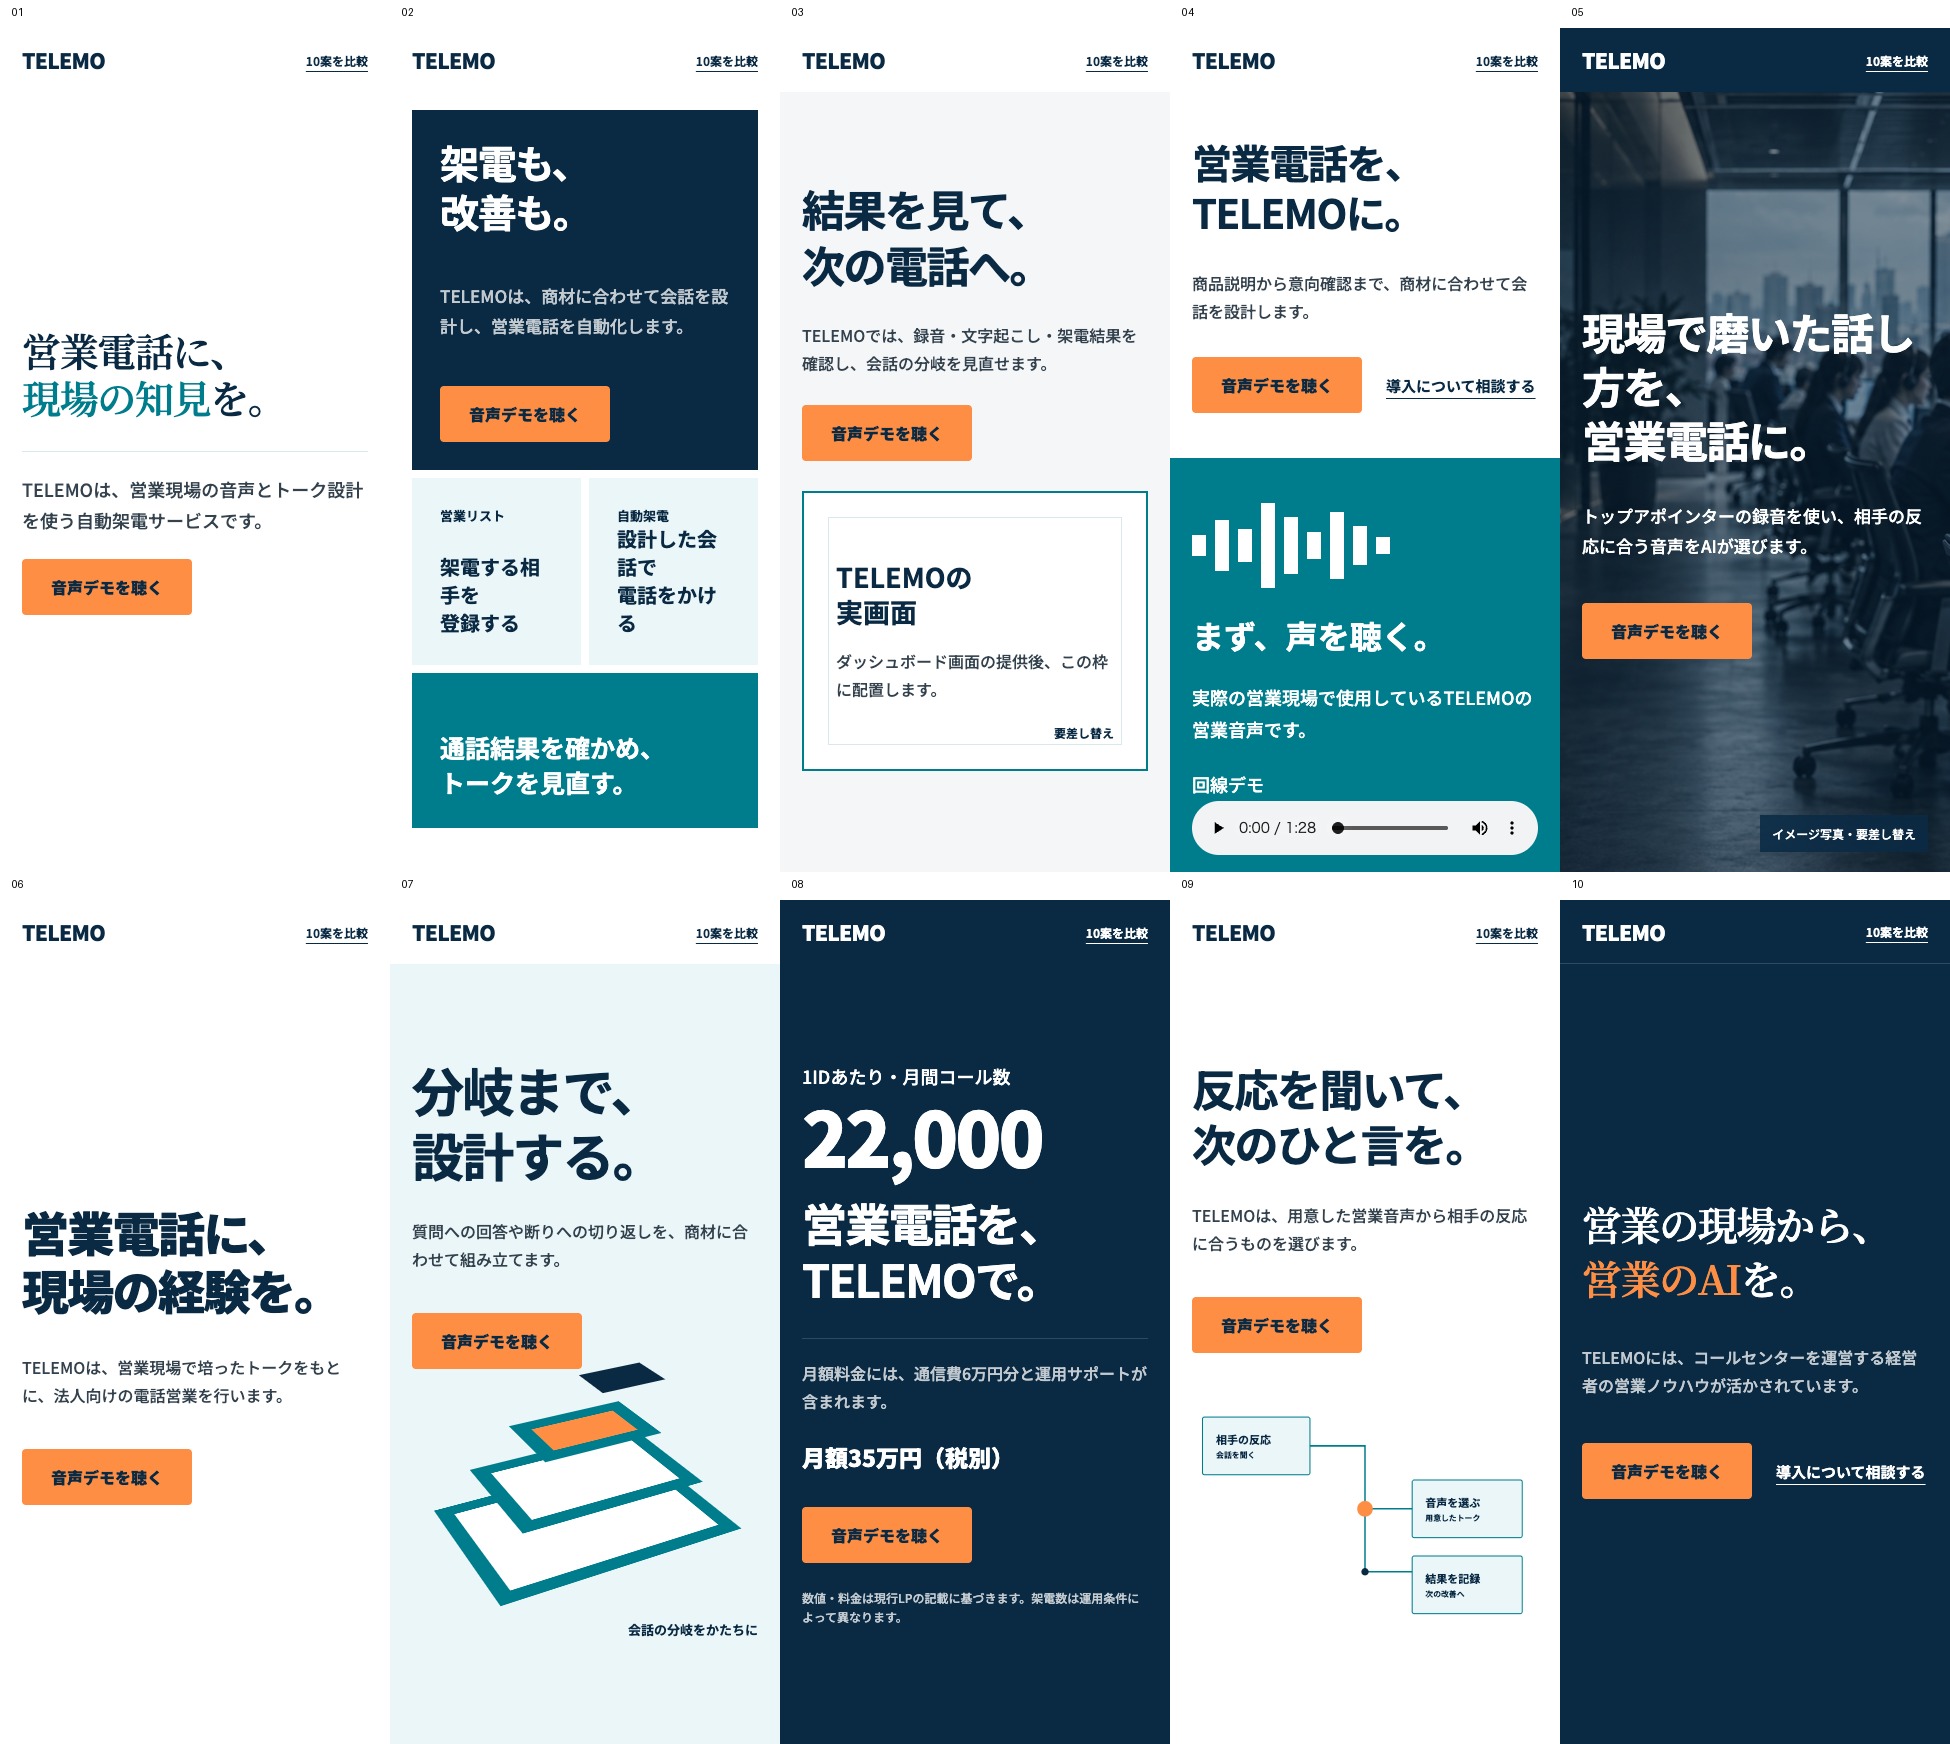 01
TELEMO
10案を比較
営業電話に、
現場の知見を。
TELEMOは、営業現場の音声とトーク設計
を使う自動架電サービスです。
音声デモを聴く
02
TELEMO
10案を比較
架電も、
改善も。
TELEMOは、商材に合わせて会話を設
計し、営業電話を自動化します。
音声デモを聴く
営業リスト
架電する相
手を
登録する
自動架電
設計した会
話で
電話をかけ
る
通話結果を確かめ、
トークを見直す。
03
TELEMO
10案を比較
結果を見て、
次の電話へ。
TELEMOでは、録音・文字起こし・架電結果を
確認し、会話の分岐を見直せます。
音声デモを聴く
TELEMOの
実画面
ダッシュボード画面の提供後、この枠
に配置します。
要差し替え
04
TELEMO
10案を比較
営業電話を、
TELEMOに。
商品説明から意向確認まで、商材に合わせて会
話を設計します。
音声デモを聴く
導入について相談する
まず、声を聴く。
実際の営業現場で使用しているTELEMOの
営業音声です。
回線デモ
0:00 / 1:28
05
TELEMO
10案を比較
現場で磨いた話し
方を、
営業電話に。
トップアポインターの録音を使い、相手の反
応に合う音声をAIが選びます。
音声デモを聴く
イメージ写真・要差し替え
06
TELEMO
10案を比較
営業電話に、
現場の経験を。
TELEMOは、営業現場で培ったトークをもと
に、法人向けの電話営業を行います。
音声デモを聴く
07
TELEMO
10案を比較
分岐まで、
設計する。
質問への回答や断りへの切り返しを、商材に合
わせて組み立てます。
音声デモを聴く
会話の分岐をかたちに
08
TELEMO
10案を比較
1IDあたり・月間コール数
22,000
営業電話を、
TELEMOで。
月額料金には、通信費6万円分と運用サポートが
含まれます。
月額35万円（税別）
音声デモを聴く
数値・料金は現行LPの記載に基づきます。架電数は運用条件に
よって異なります。
09
TELEMO
10案を比較
反応を聞いて、
次のひと言を。
TELEMOは、用意した営業音声から相手の反応
に合うものを選びます。
音声デモを聴く
相手の反応
会話を聞く
音声を選ぶ
用意したトーク
結果を記録
次の改善へ
10
TELEMO
10案を比較
営業の現場から、
営業のAIを。
TELEMOには、コールセンターを運営する経営
者の営業ノウハウが活かされています。
音声デモを聴く
導入について相談する